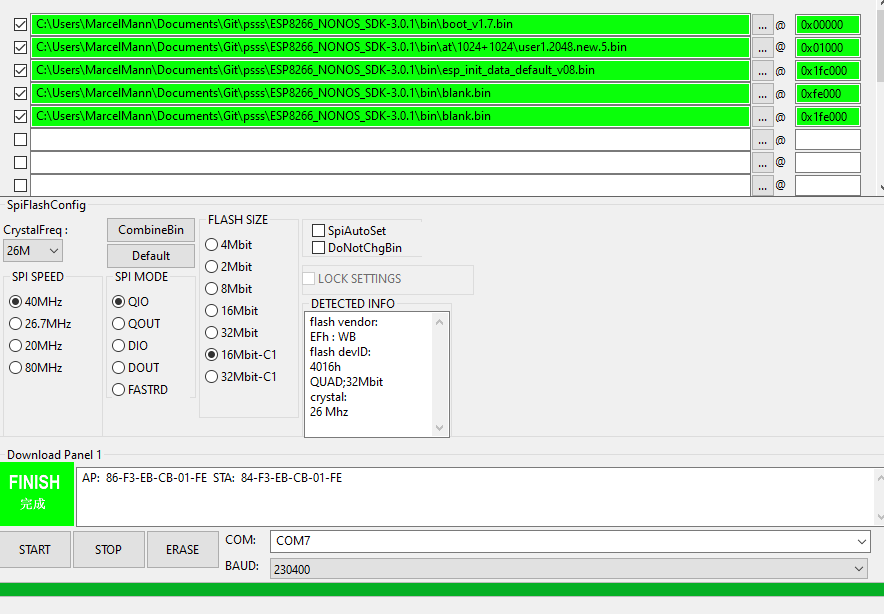 C:\Users\MarcelMann\Documents\Git\psss\ESP8266_NONOS_SDK-3.0.1\bin\boot_v1.7.bin ... @ 0x00000
C:\Users\MarcelMann\Documents\Git\psss\ESP8266_NONOS_SDK-3.0.1\bin\at\1024+1024\user1.2048.new.5.bin ... @ 0x01000
C:\Users\MarcelMann\Documents\Git\psss\ESP8266_NONOS_SDK-3.0.1\bin\esp_init_data_default_v08.bin ... @ 0x1fc000
C:\Users\MarcelMann\Documents\Git\psss\ESP8266_NONOS_SDK-3.0.1\bin\blank.bin ... @ 0xfe000
C:\Users\MarcelMann\Documents\Git\psss\ESP8266_NONOS_SDK-3.0.1\bin\blank.bin ... @ 0x1fe000
... @
... @
... @
SpiFlashConfig
CrystalFreq :
26M
CombineBin
Default
SPI SPEED
40MHz
26.7MHz
20MHz
80MHz
SPI MODE
QIO
QOUT
DIO
DOUT
FASTRD
FLASH SIZE
4Mbit
2Mbit
8Mbit
16Mbit
32Mbit
16Mbit-C1
32Mbit-C1
SpiAutoSet
DoNotChgBin
LOCK SETTINGS
DETECTED INFO
flash vendor:
EFh : WB
flash devID:
4016h
QUAD;32Mbit
crystal:
26 Mhz
Download Panel 1
FINISH
完成
AP: 86-F3-EB-CB-01-FE STA: 84-F3-EB-CB-01-FE
START
STOP
ERASE
COM:
COM7
BAUD:
230400